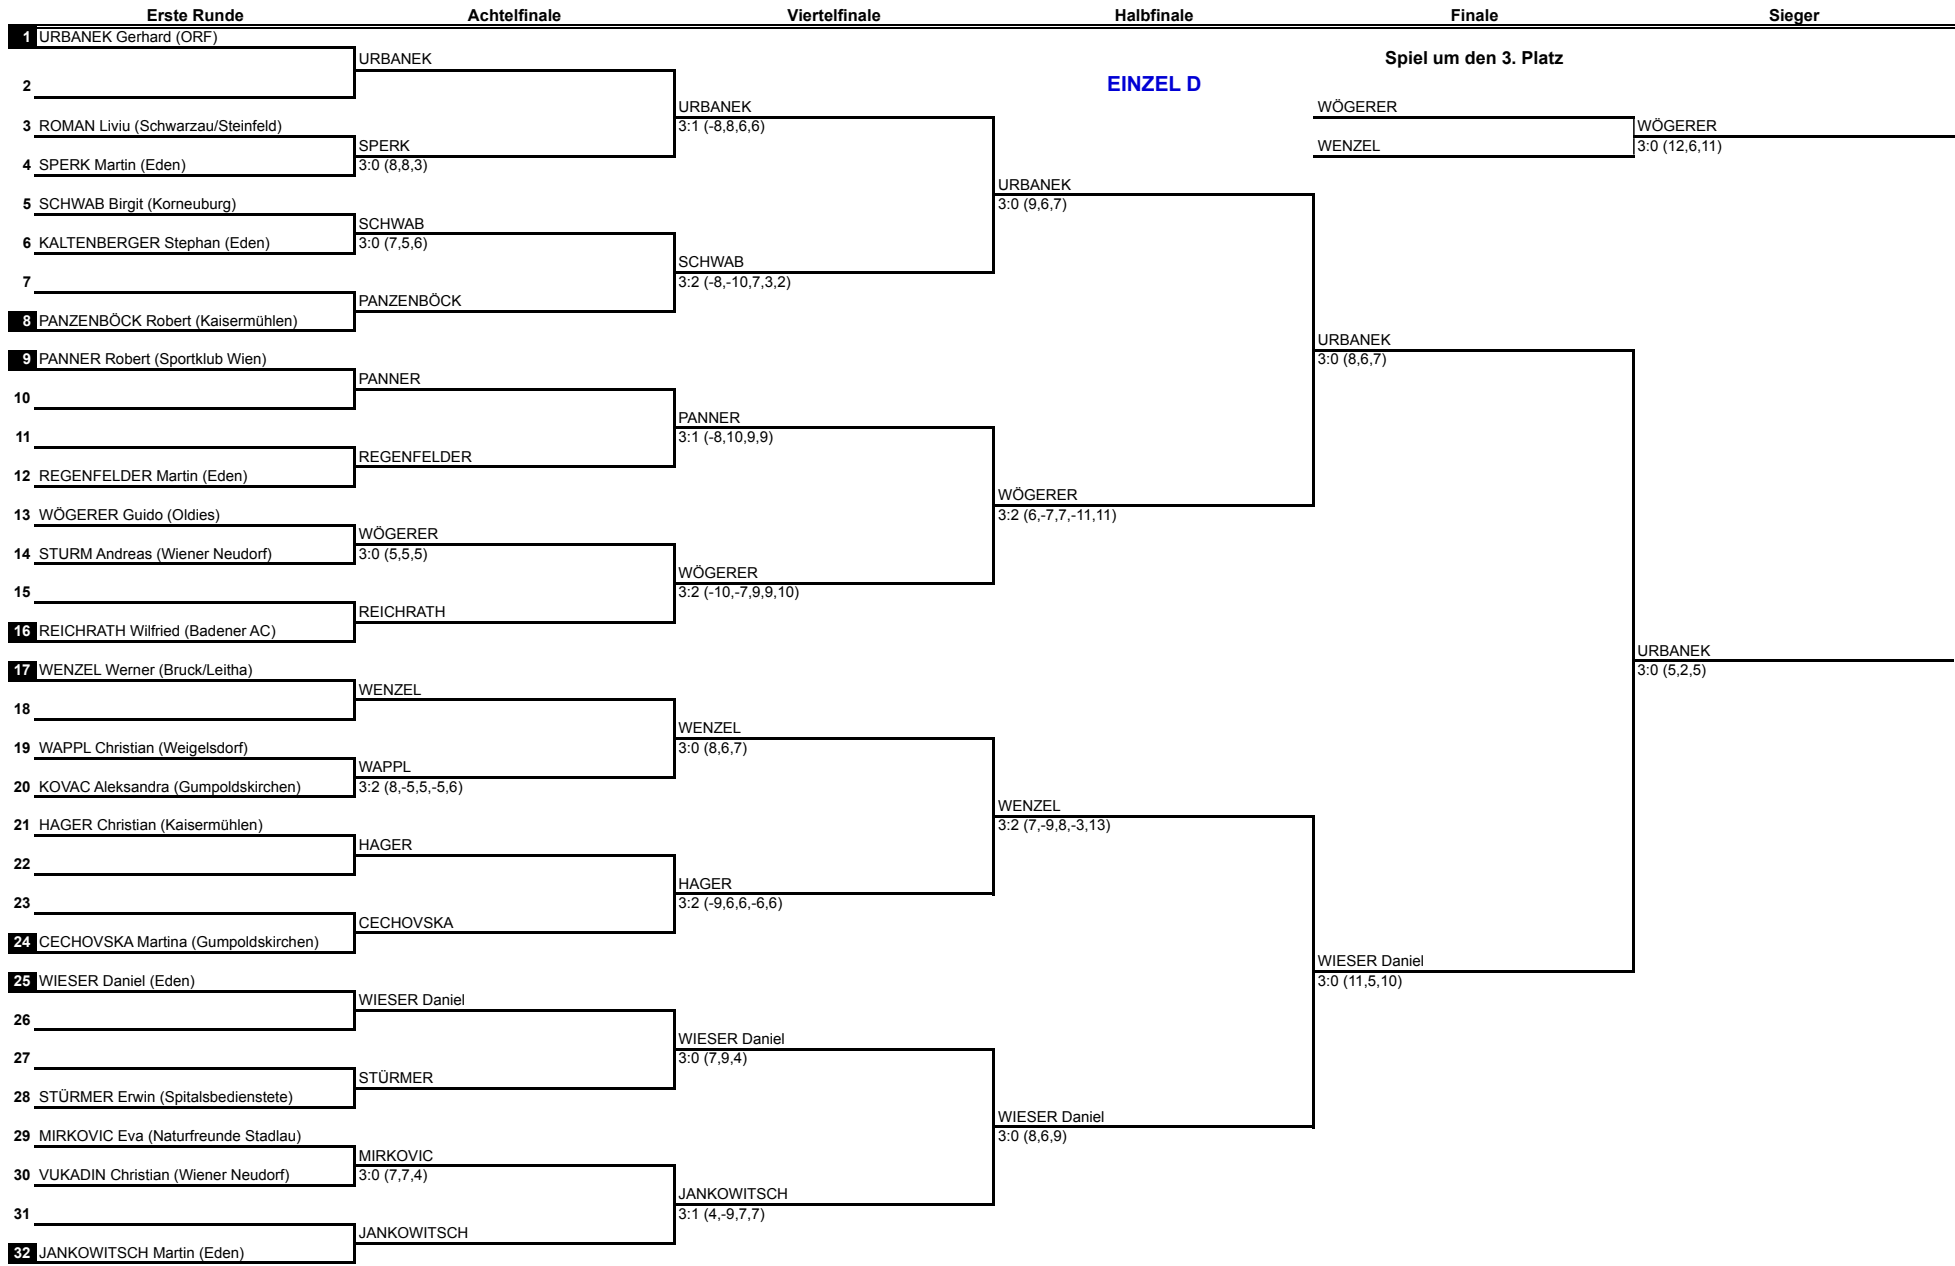 Erste Runde Achtelfinale Viertelfinale Halbfinale Finale Sieger
1 URBANEK Gerhard (ORF)
URBANEK
Spiel um den 3. Platz
2
EINZEL D
URBANEK
WÖGERER
3 ROMAN Liviu (Schwarzau/Steinfeld)
3:1 (-8,8,6,6)
WÖGERER
SPERK
WENZEL
3:0 (12,6,11)
4 SPERK Martin (Eden)
3:0 (8,8,3)
URBANEK
5 SCHWAB Birgit (Korneuburg)
3:0 (9,6,7)
SCHWAB
6 KALTENBERGER Stephan (Eden)
3:0 (7,5,6)
SCHWAB
7
3:2 (-8,-10,7,3,2)
PANZENBÖCK
8 PANZENBÖCK Robert (Kaisermühlen)
URBANEK
9 PANNER Robert (Sportklub Wien)
3:0 (8,6,7)
PANNER
10
PANNER
11
3:1 (-8,10,9,9)
REGENFELDER
12 REGENFELDER Martin (Eden)
WÖGERER
13 WÖGERER Guido (Oldies)
3:2 (6,-7,7,-11,11)
WÖGERER
14 STURM Andreas (Wiener Neudorf)
3:0 (5,5,5)
WÖGERER
15
3:2 (-10,-7,9,9,10)
REICHRATH
16 REICHRATH Wilfried (Badener AC)
URBANEK
17 WENZEL Werner (Bruck/Leitha)
3:0 (5,2,5)
WENZEL
18
WENZEL
19 WAPPL Christian (Weigelsdorf)
3:0 (8,6,7)
WAPPL
20 KOVAC Aleksandra (Gumpoldskirchen)
3:2 (8,-5,5,-5,6)
WENZEL
21 HAGER Christian (Kaisermühlen)
3:2 (7,-9,8,-3,13)
HAGER
22
HAGER
23
3:2 (-9,6,6,-6,6)
CECHOVSKA
24 CECHOVSKA Martina (Gumpoldskirchen)
WIESER Daniel
25 WIESER Daniel (Eden)
3:0 (11,5,10)
WIESER Daniel
26
WIESER Daniel
27
3:0 (7,9,4)
STÜRMER
28 STÜRMER Erwin (Spitalsbedienstete)
WIESER Daniel
29 MIRKOVIC Eva (Naturfreunde Stadlau)
3:0 (8,6,9)
MIRKOVIC
30 VUKADIN Christian (Wiener Neudorf)
3:0 (7,7,4)
JANKOWITSCH
31
3:1 (4,-9,7,7)
JANKOWITSCH
32 JANKOWITSCH Martin (Eden)